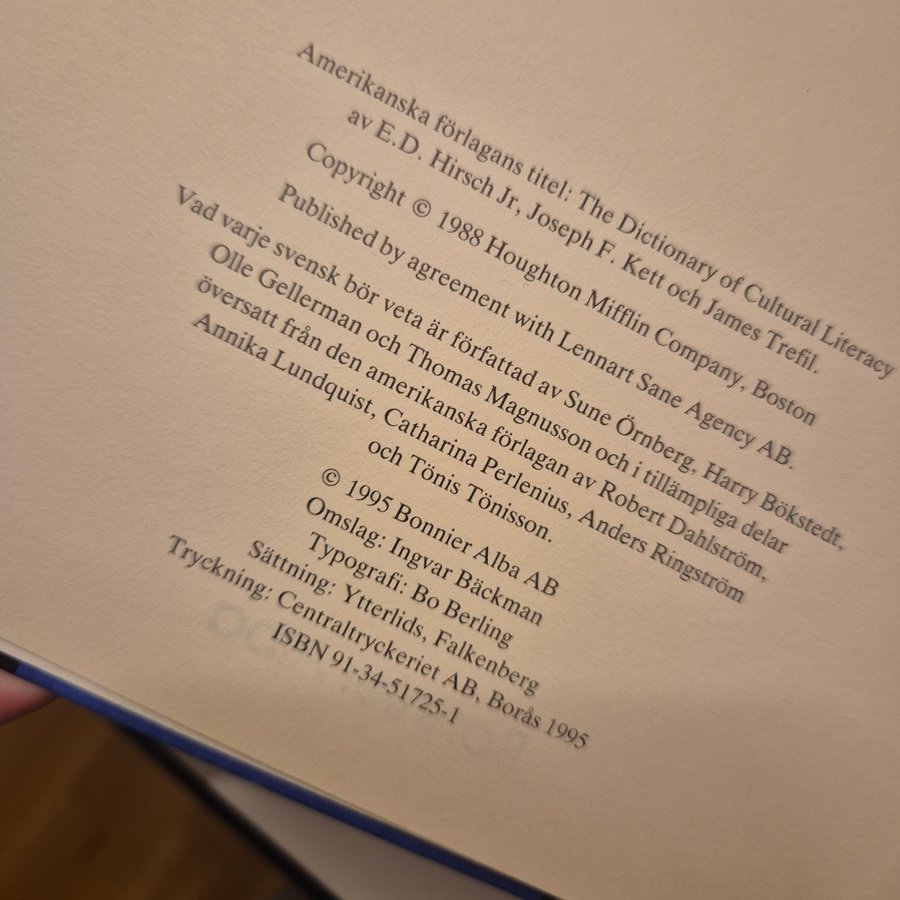 Amerikanska förlagans titel: The Dictionary of Cultural Literacy
av E.D. Hirsch Jr, Joseph F. Kett och James Trefil.
Copyright © 1988 Houghton Mifflin Company, Boston
Published by agreement with Lennart Sane Agency AB.
Vad varje svensk bör veta är författad av Sune Örnberg, Harry Bökstedt,
Olle Gellerman och Thomas Magnusson och i tillämpliga delar
översatt från den amerikanska förlagan av Robert Dahlström,
Annika Lundquist, Catharina Perlenius, Anders Ringström
och Tönis Tönisson.
© 1995 Bonnier Alba AB
Omslag: Ingvar Bäckman
Typografi: Bo Berling
Sättning: Ytterlids, Falkenberg
Tryckning: Centraltryckeriet AB, Borås 1995
ISBN 91-34-51725-1